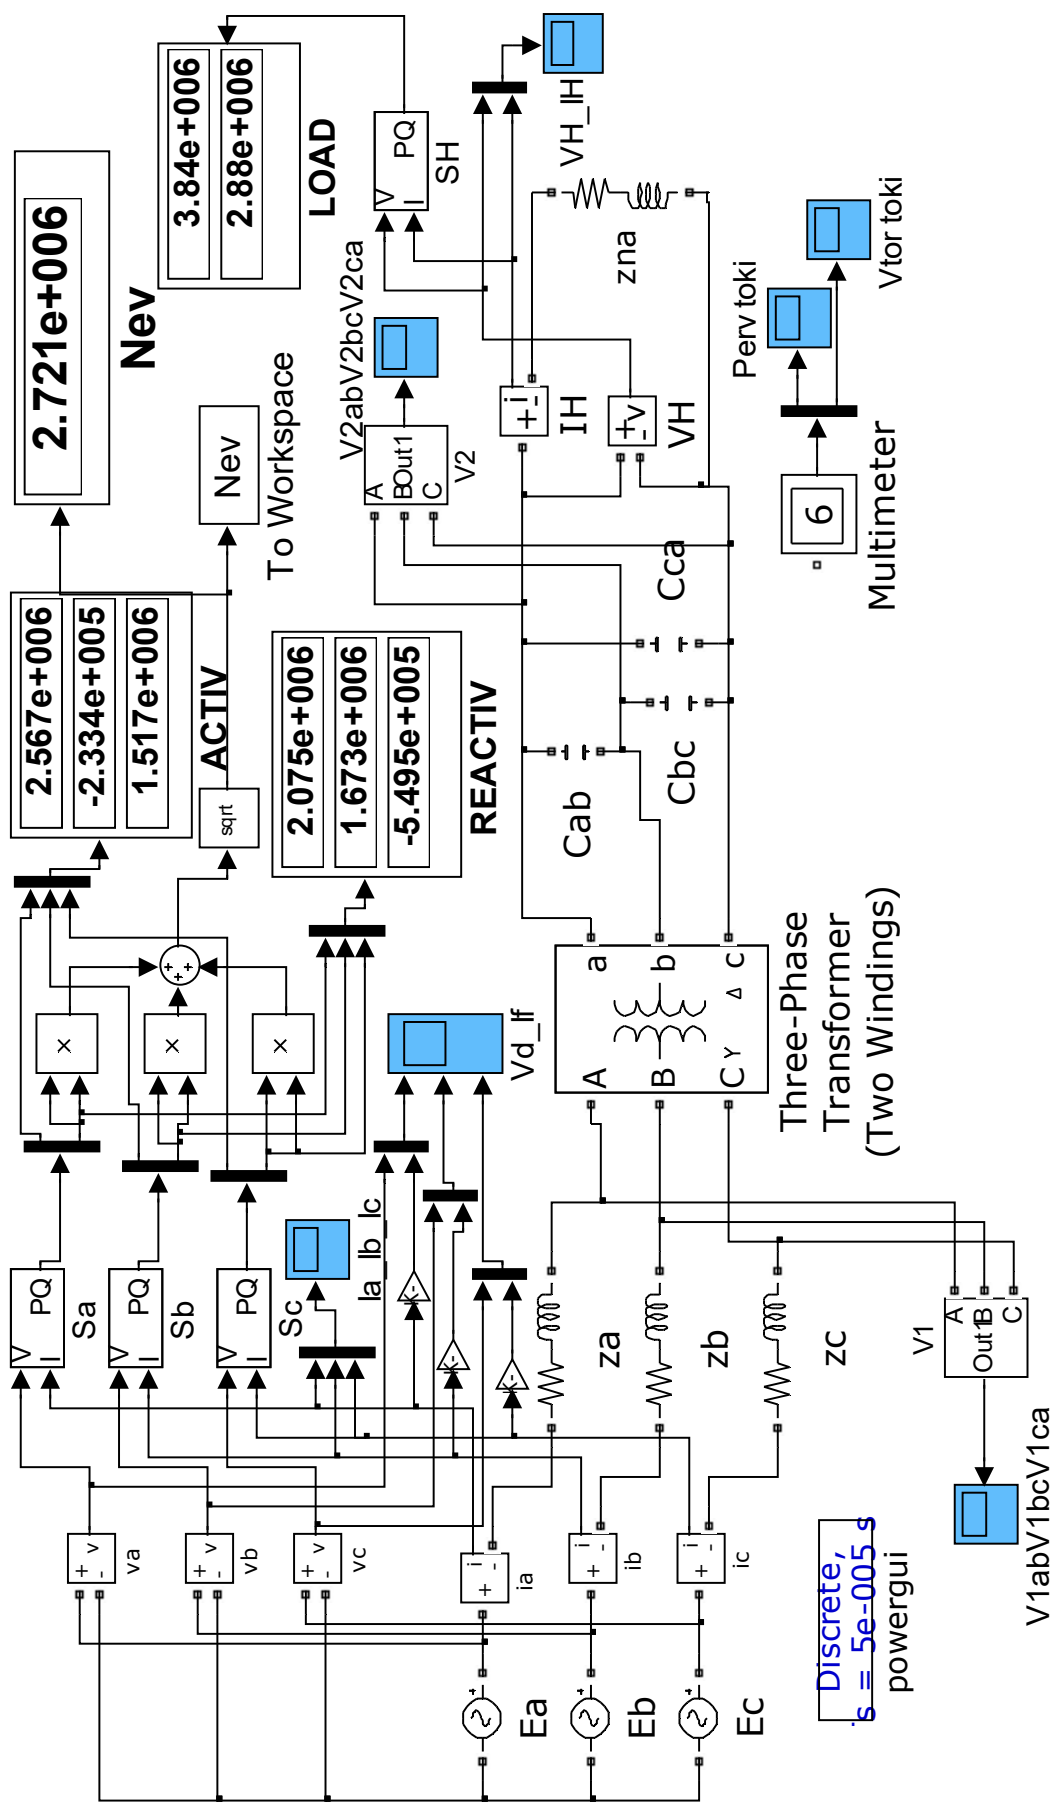 2.721e+006
Nev
3.84e+006
2.88e+006
LOAD
Nev
To Workspace
2.567e+006
-2.334e+005
1.517e+006
ACTIV
sqrt
2.075e+006
1.673e+006
-5.495e+005
REACTIV
×
×
×
+
+
+
V
I
PQ
SH
VH_IH
V2abV2bcV2ca
A
B
C
Out1
V2
+
-
i
IH
+
-
v
VH
zna
Perv toki
Vtor toki
6
Multimeter
Cab
Cbc
Cca
V
I
PQ
Sa
V
I
PQ
Sb
V
I
PQ
Sc
Ia_Ib_Ic
Vd_If
K-
K-
K-
+
-
v
va
+
-
v
vb
+
-
v
vc
+
-
i
ia
+
-
i
ib
+
-
i
ic
za
zb
zc
A
B
C
a
b
c
Y
Δ
Three-Phase
Transformer
(Two Windings)
Ea
Eb
Ec
V1
A
B
C
Out1
V1abV1bcV1ca
Discrete,
s = 5e-005 s
powergui